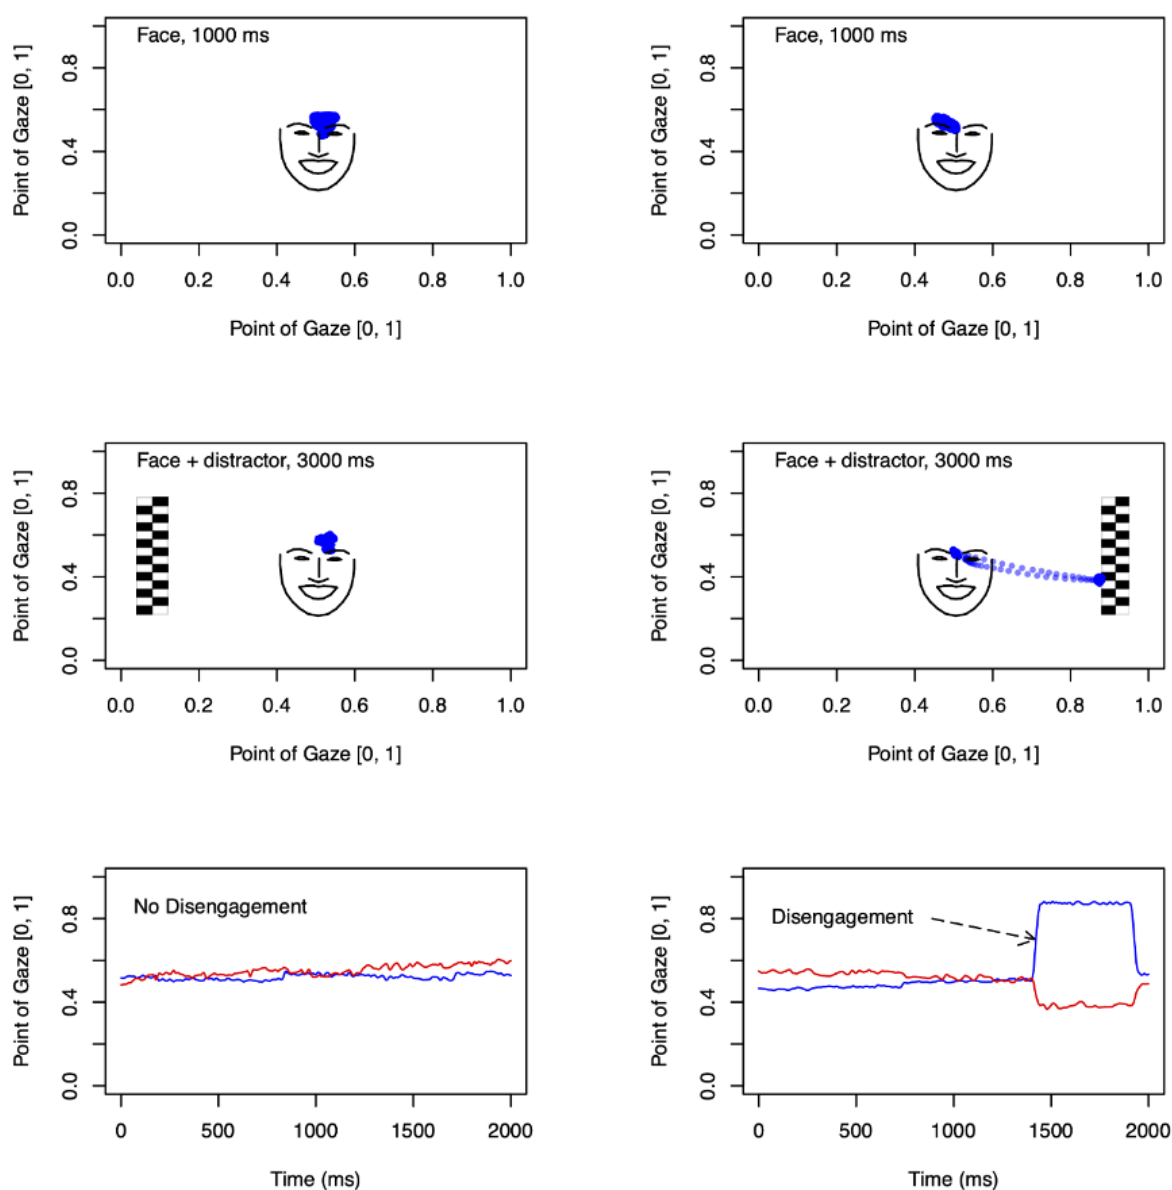 Face, 1000 ms
Point of Gaze [0, 1]
0.8
0.4
0.0
0.0 0.2 0.4 0.6 0.8 1.0
Point of Gaze [0, 1]
Face, 1000 ms
Point of Gaze [0, 1]
0.8
0.4
0.0
0.0 0.2 0.4 0.6 0.8 1.0
Point of Gaze [0, 1]
Face + distractor, 3000 ms
Point of Gaze [0, 1]
0.8
0.4
0.0
0.0 0.2 0.4 0.6 0.8 1.0
Point of Gaze [0, 1]
Face + distractor, 3000 ms
Point of Gaze [0, 1]
0.8
0.4
0.0
0.0 0.2 0.4 0.6 0.8 1.0
Point of Gaze [0, 1]
No Disengagement
Point of Gaze [0, 1]
0.8
0.4
0.0
0 500 1000 1500 2000
Time (ms)
Disengagement
Point of Gaze [0, 1]
0.8
0.4
0.0
0 500 1000 1500 2000
Time (ms)